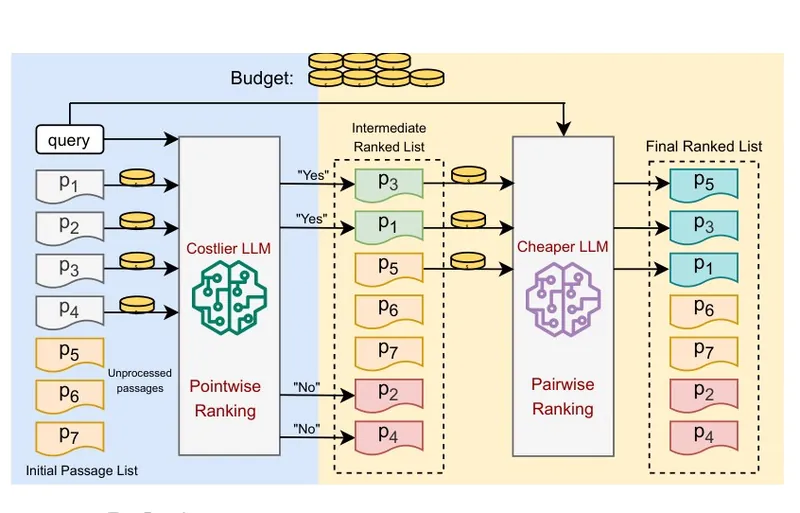 Budget:
query
Intermediate
Ranked List
Final Ranked List
"Yes"
"Yes"
p1
p2
p3
p4
p5
p6
p7
Unprocessed
passages
Initial Passage List
Costlier LLM
Pointwise
Ranking
"No"
"No"
p3
p1
p5
p6
p7
p2
p4
Cheaper LLM
Pairwise
Ranking
p5
p3
p1
p6
p7
p2
p4